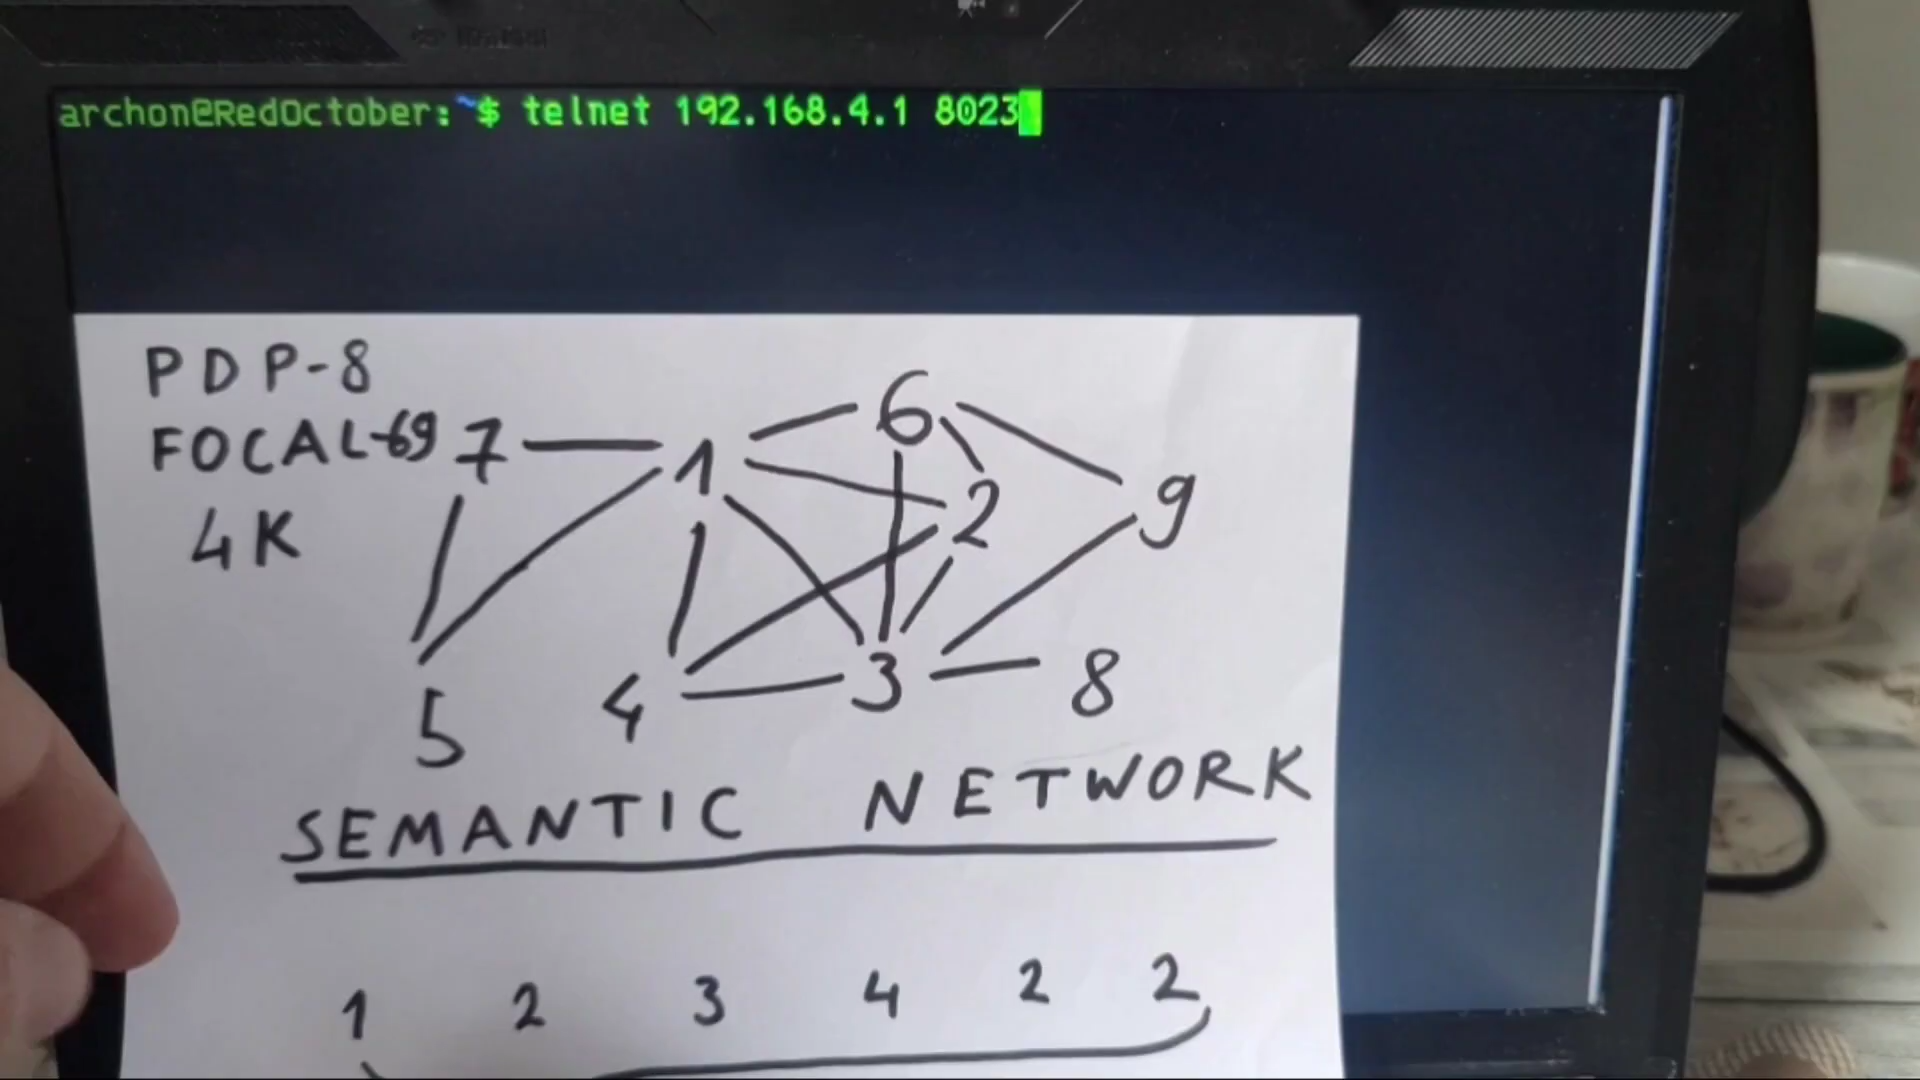 archon@RedOctober:~$ telnet 192.168.4.1 8023
PDP-8
FOCAL-69
4K
7 1 6 2 9
5 4 3 8
SEMANTIC NETWORK
1 2 3 4 2 2